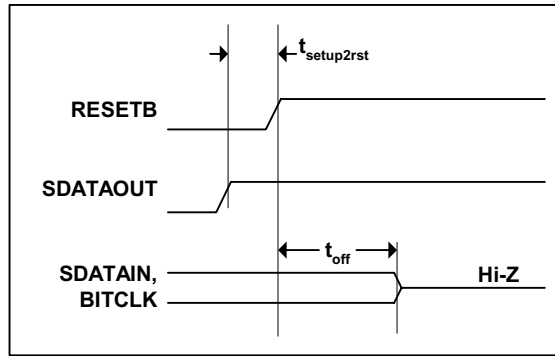 t_setup2rst
RESETB
SDATAOUT
t_off
SDATAIN,
BITCLK
Hi-Z